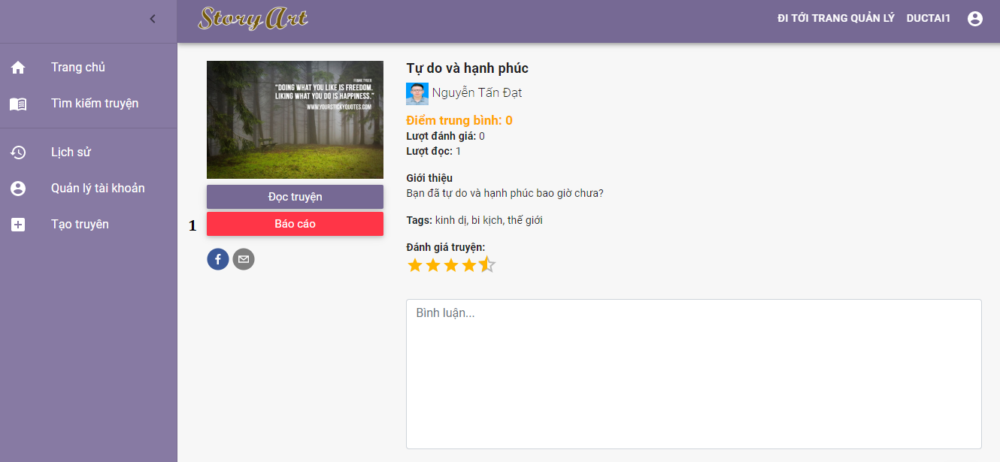 Story Art
ĐI TỚI TRANG QUẢN LÝ
DUCTAI1
Trang chủ
Tìm kiếm truyện
Lịch sử
Quản lý tài khoản
Tạo truyên
FRANK TYGER
"DOING WHAT YOU LIKE IS FREEDOM.
LIKING WHAT YOU DO IS HAPPINESS."
WWW.YOURSTICKYQUOTES.COM
Đọc truyện
1
Báo cáo
Tự do và hạnh phúc
Nguyễn Tấn Đạt
Điểm trung bình: 0
Lượt đánh giá: 0
Lượt đọc: 1
Giới thiệu
Bạn đã tự do và hạnh phúc bao giờ chưa?
Tags: kinh dị, bi kịch, thế giới
Đánh giá truyện:
Bình luận...